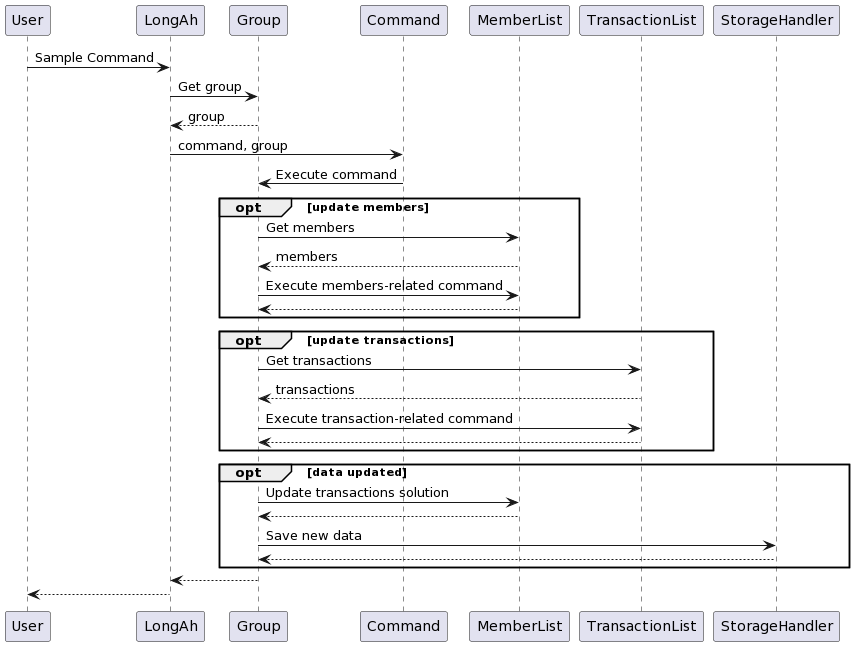 User LongAh Group Command MemberList TransactionList StorageHandler
Sample Command
Get group
group
command, group
Execute command
opt [update members]
Get members
members
Execute members-related command
opt [update transactions]
Get transactions
transactions
Execute transaction-related command
opt [data updated]
Update transactions solution
Save new data
User LongAh Group Command MemberList TransactionList StorageHandler